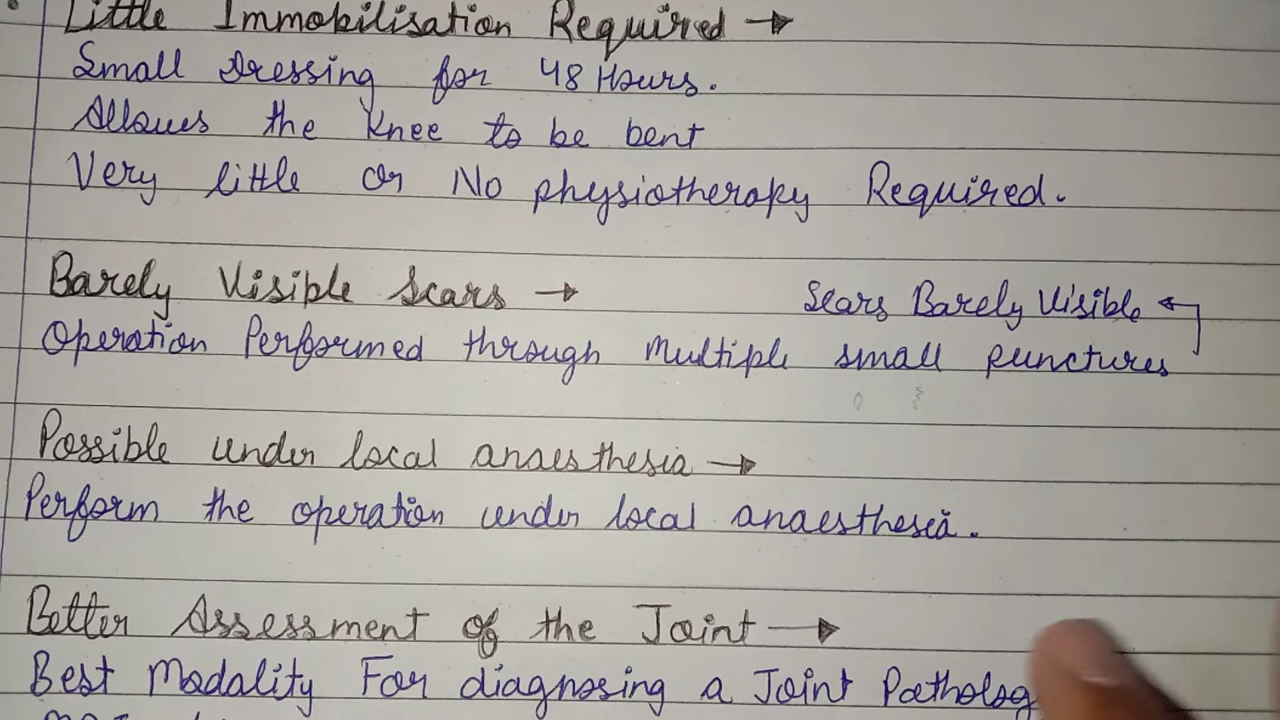 Little Immobilisation Required →
Small dressing for 48 Hours.
Allows the Knee to be bent
Very little or No physiotherapy Required.
Barely Visible Scars →
Scars Barely Visible ←
Operation Performed through Multiple small punctures
Possible under local anaesthesia →
Perform the operation under local anaesthesia.
Better Assessment of the Joint →
Best Modality For diagnosing a Joint